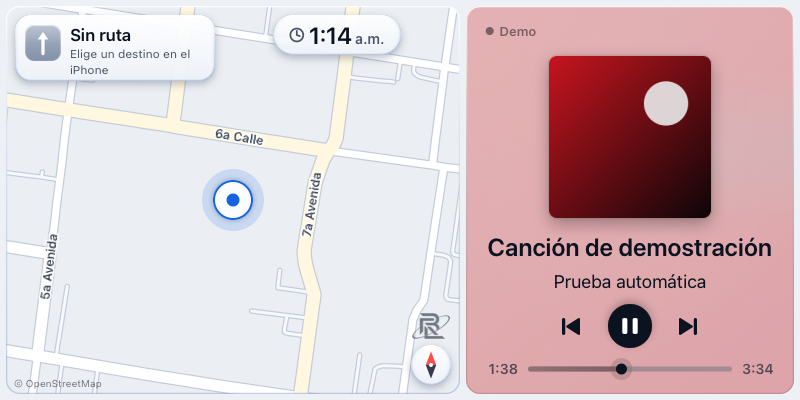 Sin ruta
Elige un destino en el
iPhone
1:14 a.m.
6a Calle
7a Avenida
5a Avenida
© OpenStreetMap
Demo
Canción de demostración
Prueba automática
1:38
3:34